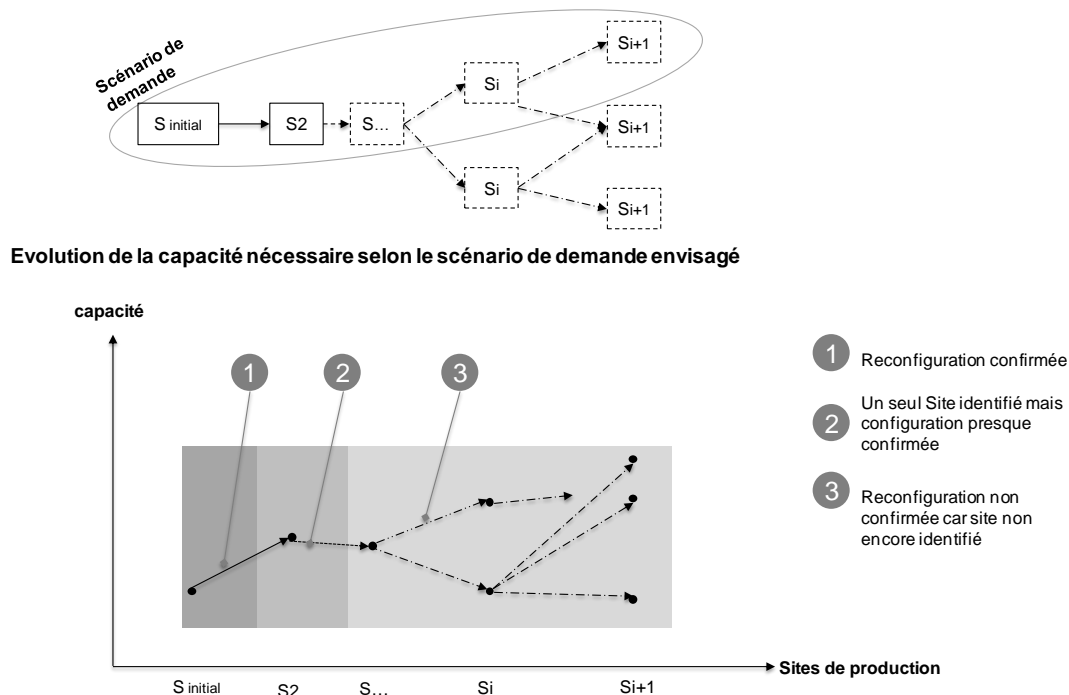 Scénario de
demande
S initial
S2
S...
Si
Si
Si+1
Si+1
Si+1
Evolution de la capacité nécessaire selon le scénario de demande envisagé
capacité
1
2
3
1
Reconfiguration confirmée
2
Un seul Site identifié mais
configuration presque
confirmée
3
Reconfiguration non
confirmée car site non
encore identifié
Sites de production
S initial
S2
S...
Si
Si+1